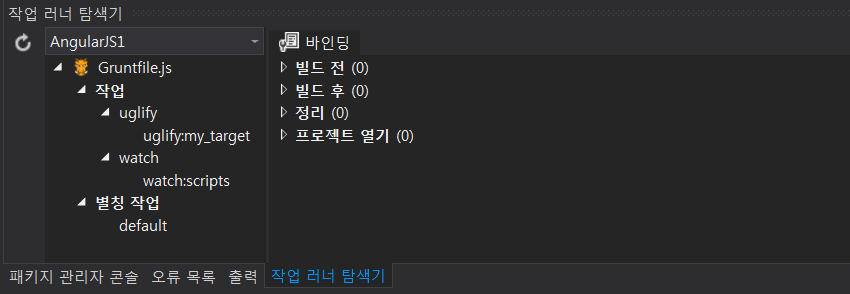 작업 러너 탐색기
AngularJS1
Gruntfile.js
작업
uglify
uglify:my_target
watch
watch:scripts
별칭 작업
default
바인딩
빌드 전 (0)
빌드 후 (0)
정리 (0)
프로젝트 열기 (0)
패키지 관리자 콘솔 오류 목록 출력 작업 러너 탐색기